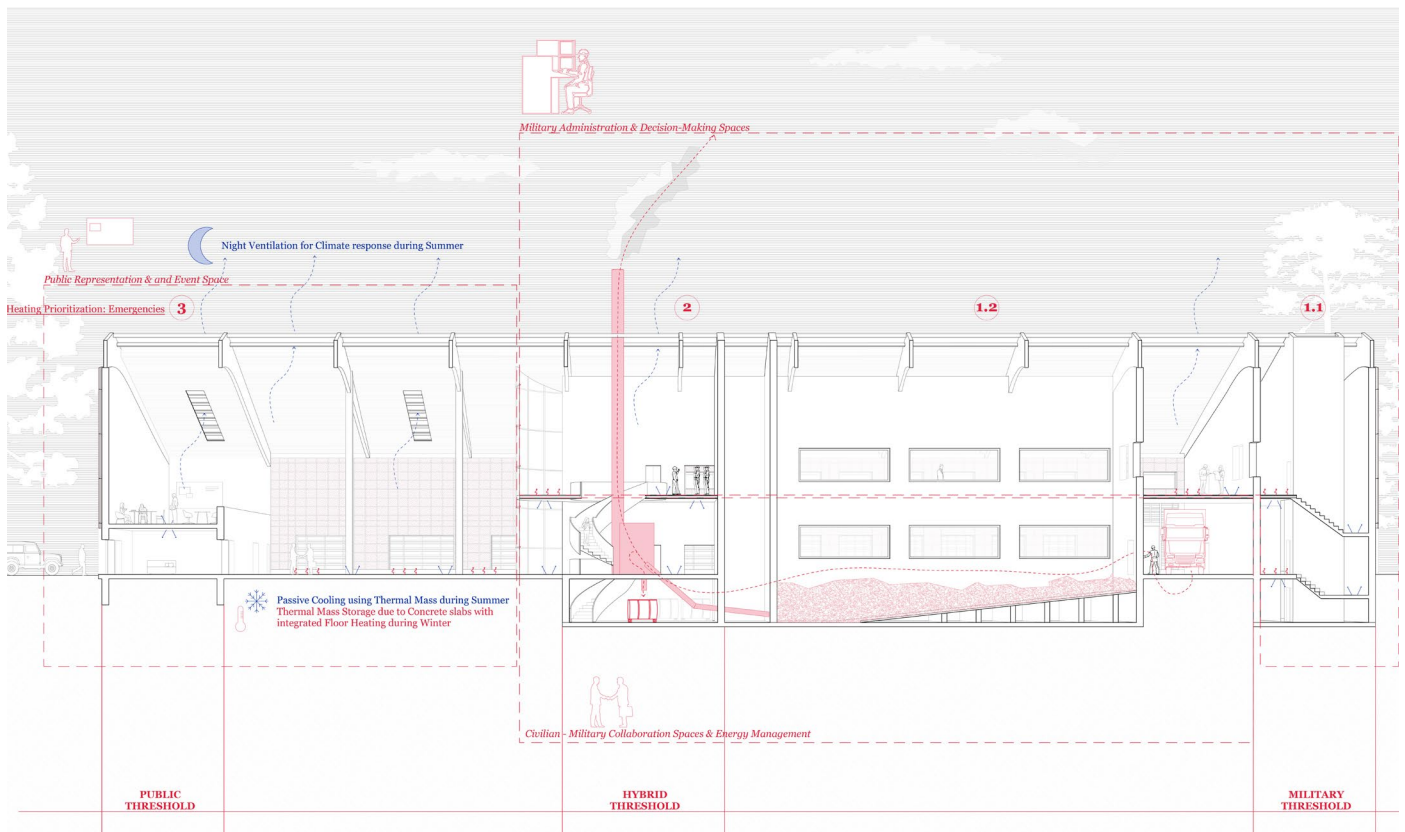 Military Administration & Decision-Making Spaces
Night Ventilation for Climate response during Summer
Public Representation & and Event Space
Heating Prioritization: Emergencies
3
2
1.2
1.1
Passive Cooling using Thermal Mass during Summer
Thermal Mass Storage due to Concrete slabs with
integrated Floor Heating during Winter
Civilian - Military Collaboration Spaces & Energy Management
PUBLIC
THRESHOLD
HYBRID
THRESHOLD
MILITARY
THRESHOLD